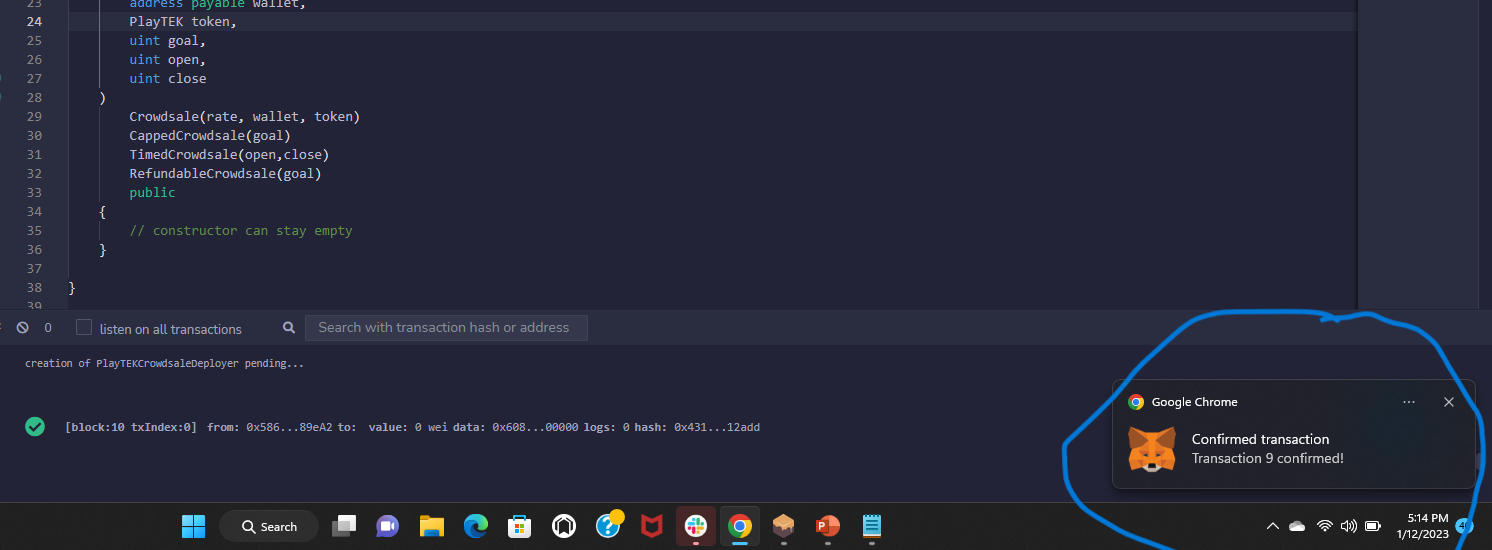 23 address payable wallet,
24 PlayTEK token,
25 uint goal,
26 uint open,
27 uint close
28 )
29 Crowdsale(rate, wallet, token)
30 CappedCrowdsale(goal)
31 TimedCrowdsale(open,close)
32 RefundableCrowdsale(goal)
33 public
34 {
35 // constructor can stay empty
36 }
37
38 }
39
0 listen on all transactions Search with transaction hash or address
creation of PlayTEKCrowdsaleDeployer pending...
[block:10 txIndex:0] from: 0x586...89eA2 to: value: 0 wei data: 0x608...00000 logs: 0 hash: 0x431...12add
Google Chrome
Confirmed transaction
Transaction 9 confirmed!
Search
5:14 PM
1/12/2023